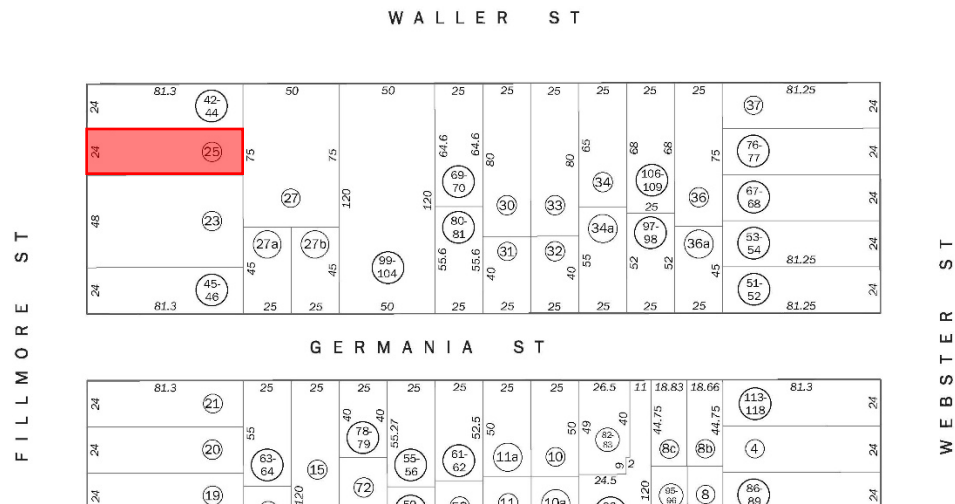 WALLER ST
81.3 50 50 25 25 25 25 25 25 81.25
24 42-44 37 24
24 25 75 75 64.6 64.6 80 80 65 68 68 75 76-77 24
69-70 34 106-109
27 120 120 30 33 25 36 67-68 24
48 23 80-81 34a 97-98
27a 27b 31 32 36a 53-54 24
45 45 99-104 55.6 55.6 40 40 55 52 52 45 81.25
24 45-46 51-52 24
81.3 25 25 50 25 25 25 25 25 25 81.25
FILLMORE ST
WEBSTER ST
GERMANIA ST
81.3 25 25 25 25 25 25 25 26.5 11 18.83 18.66 81.3
24 21 40 40 113-118 24
55 78-79 55.27 52.5 50 50 49 82-83 40 44.75 44.75
24 20 63-64 15 55-56 61-62 11a 10 8c 8b 4 24
9 2
24.5
24 19 120 72 11 10a 120 95-96 8 86-89 24